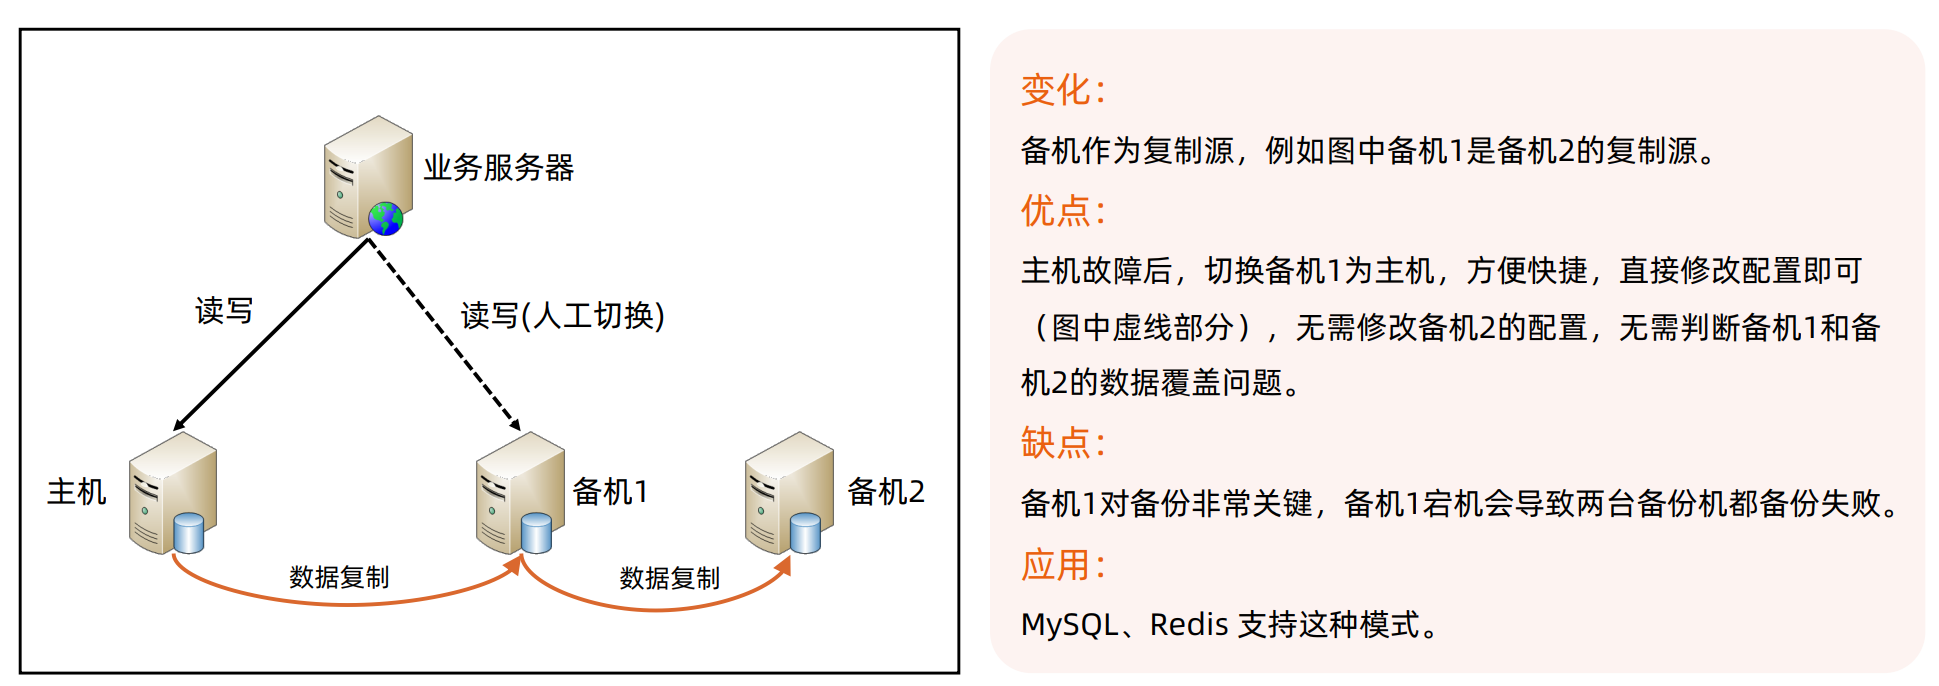 业务服务器
读写
读写(人工切换)
主机
备机1
备机2
数据复制
数据复制
变化：
备机作为复制源，例如图中备机1是备机2的复制源。
优点：
主机故障后，切换备机1为主机，方便快捷，直接修改配置即可
（图中虚线部分），无需修改备机2的配置，无需判断备机1和备
机2的数据覆盖问题。
缺点：
备机1对备份非常关键，备机1宕机会导致两台备份机都备份失败。
应用：
MySQL、Redis 支持这种模式。